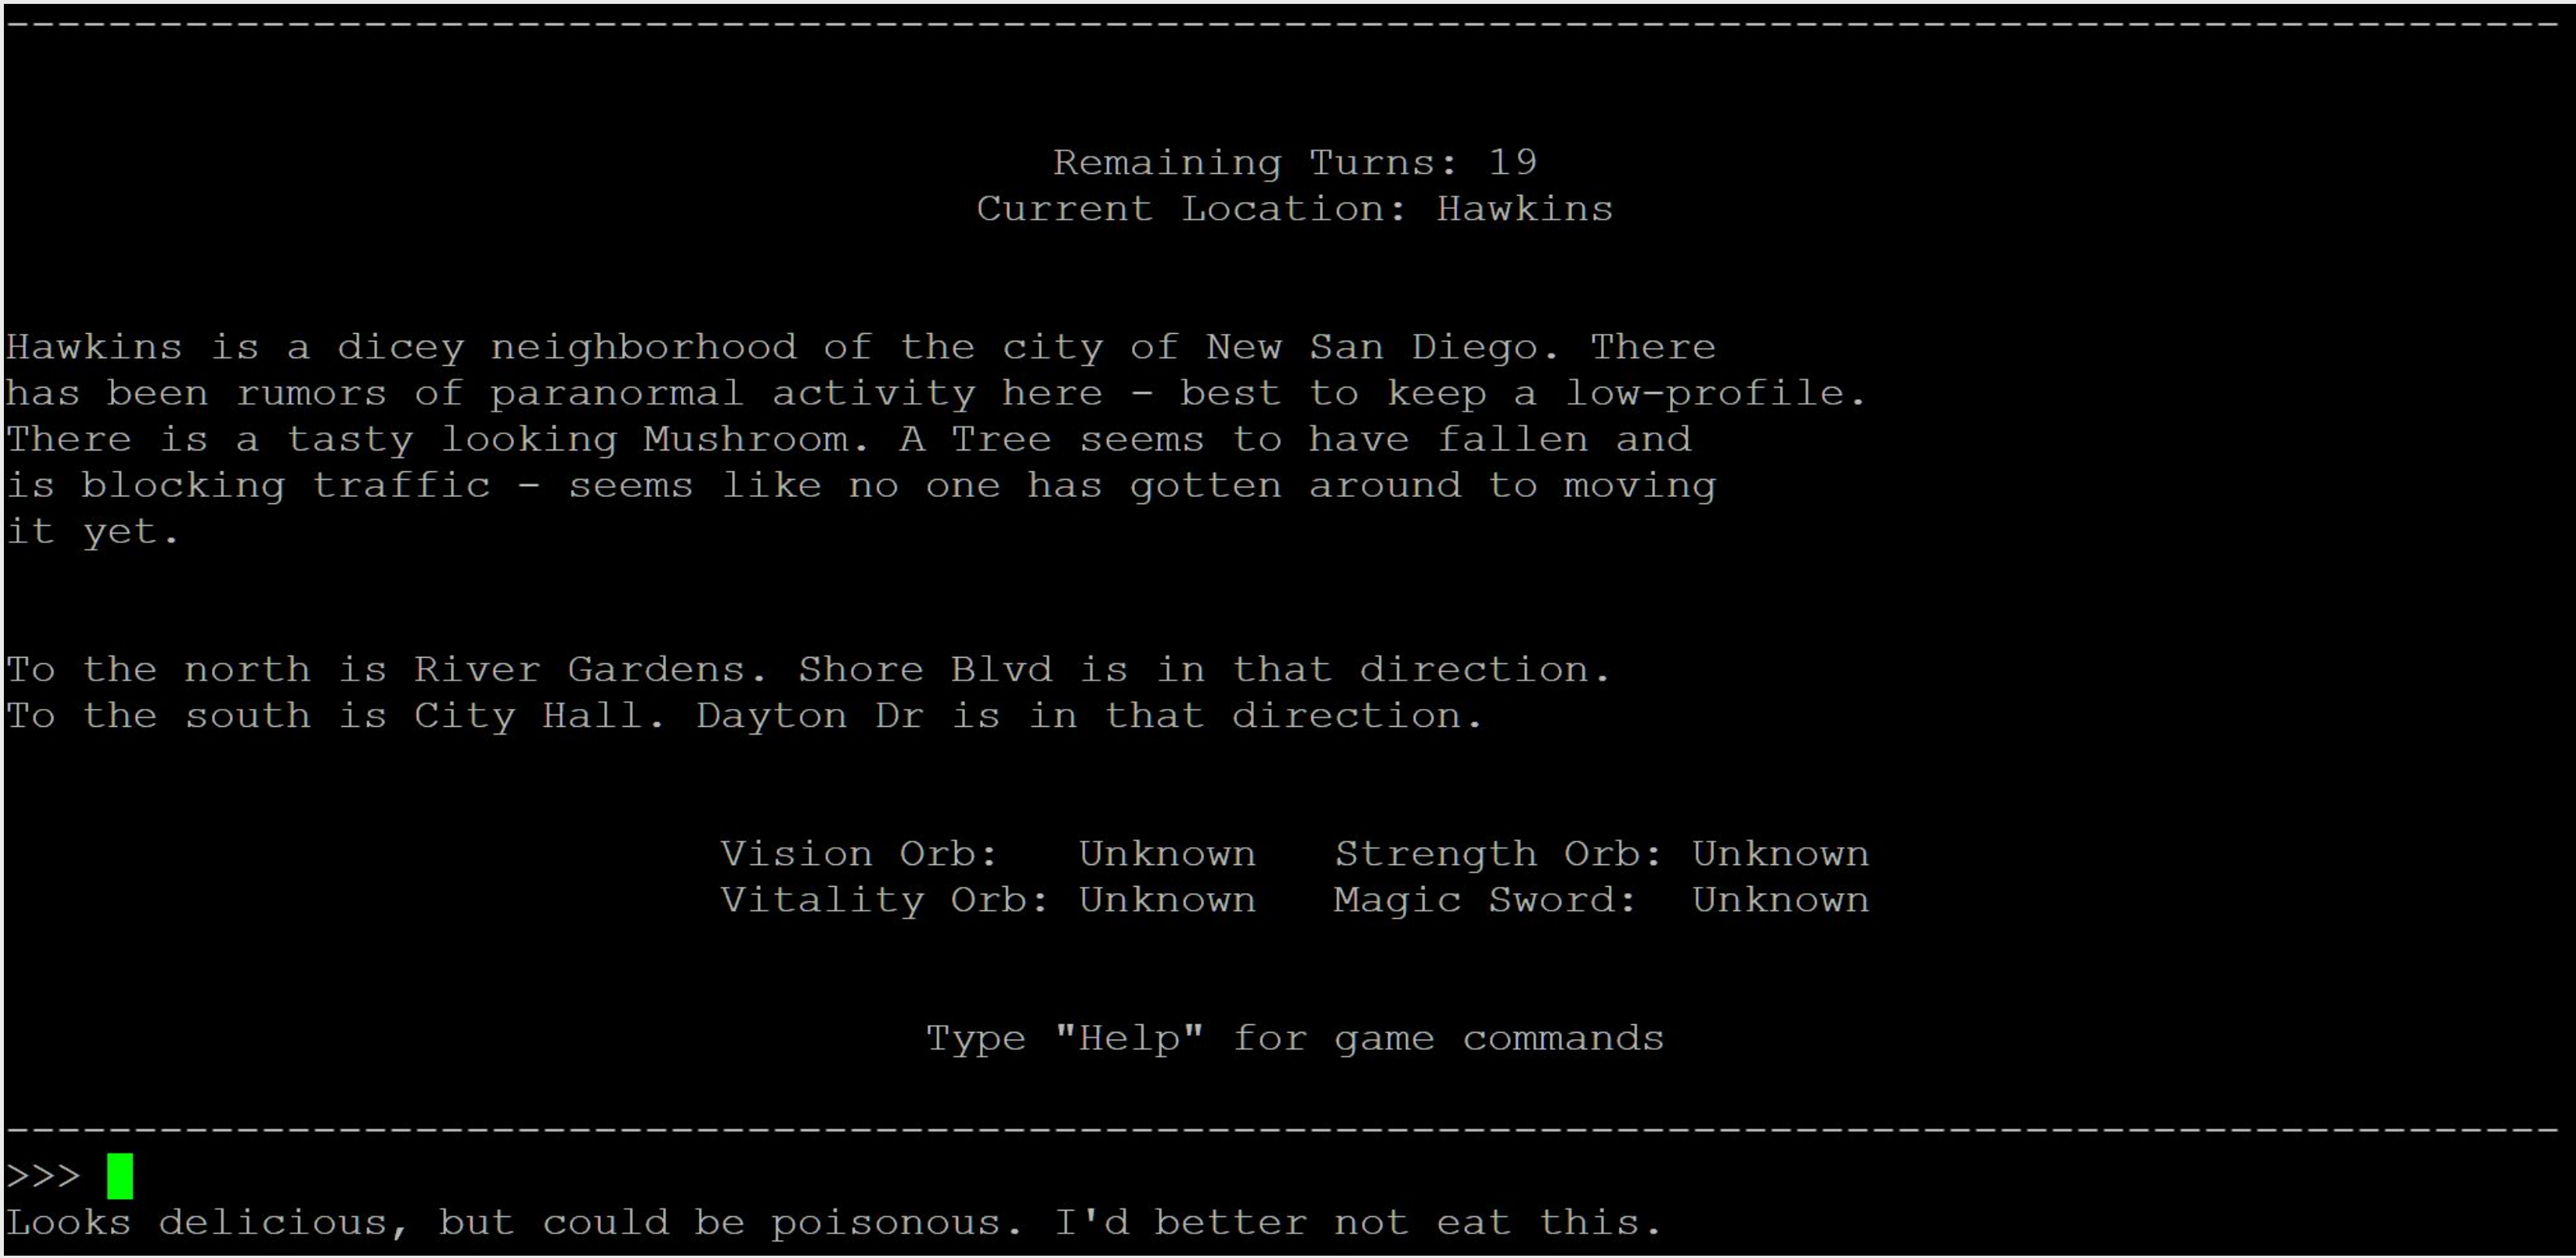 Remaining Turns: 19
Current Location: Hawkins
Hawkins is a dicey neighborhood of the city of New San Diego. There
has been rumors of paranormal activity here - best to keep a low-profile.
There is a tasty looking Mushroom. A Tree seems to have fallen and
is blocking traffic - seems like no one has gotten around to moving
it yet.
To the north is River Gardens. Shore Blvd is in that direction.
To the south is City Hall. Dayton Dr is in that direction.
Vision Orb: Unknown Strength Orb: Unknown
Vitality Orb: Unknown Magic Sword: Unknown
Type "Help" for game commands
>>>
Looks delicious, but could be poisonous. I'd better not eat this.